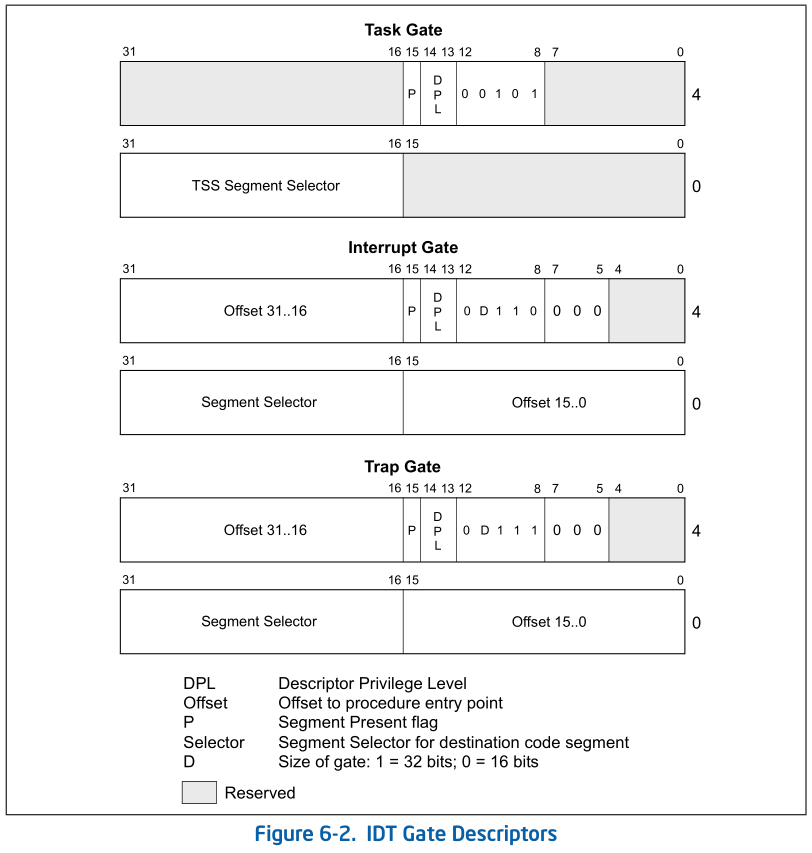 Task Gate
31 16 15 14 13 12 8 7 0
P D P L 0 0 1 0 1 4
31 16 15 0
TSS Segment Selector 0
Interrupt Gate
31 16 15 14 13 12 8 7 5 4 0
Offset 31..16 P D P L 0 D 1 1 0 0 0 0 4
31 16 15 0
Segment Selector Offset 15..0 0
Trap Gate
31 16 15 14 13 12 8 7 5 4 0
Offset 31..16 P D P L 0 D 1 1 1 0 0 0 4
31 16 15 0
Segment Selector Offset 15..0 0
DPL Descriptor Privilege Level
Offset Offset to procedure entry point
P Segment Present flag
Selector Segment Selector for destination code segment
D Size of gate: 1 = 32 bits; 0 = 16 bits
Reserved
Figure 6-2. IDT Gate Descriptors